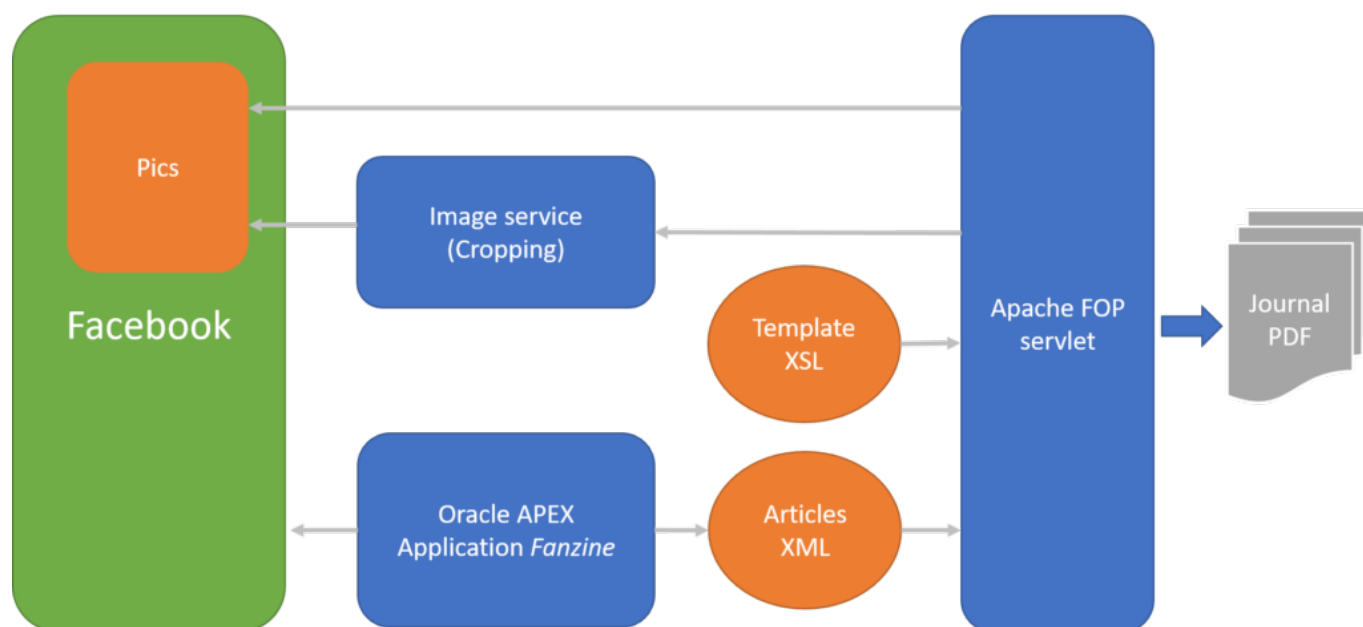 Pics
Facebook
Image service
(Cropping)
Template
XSL
Oracle APEX
Application Fanzine
Articles
XML
Apache FOP
servlet
Journal
PDF